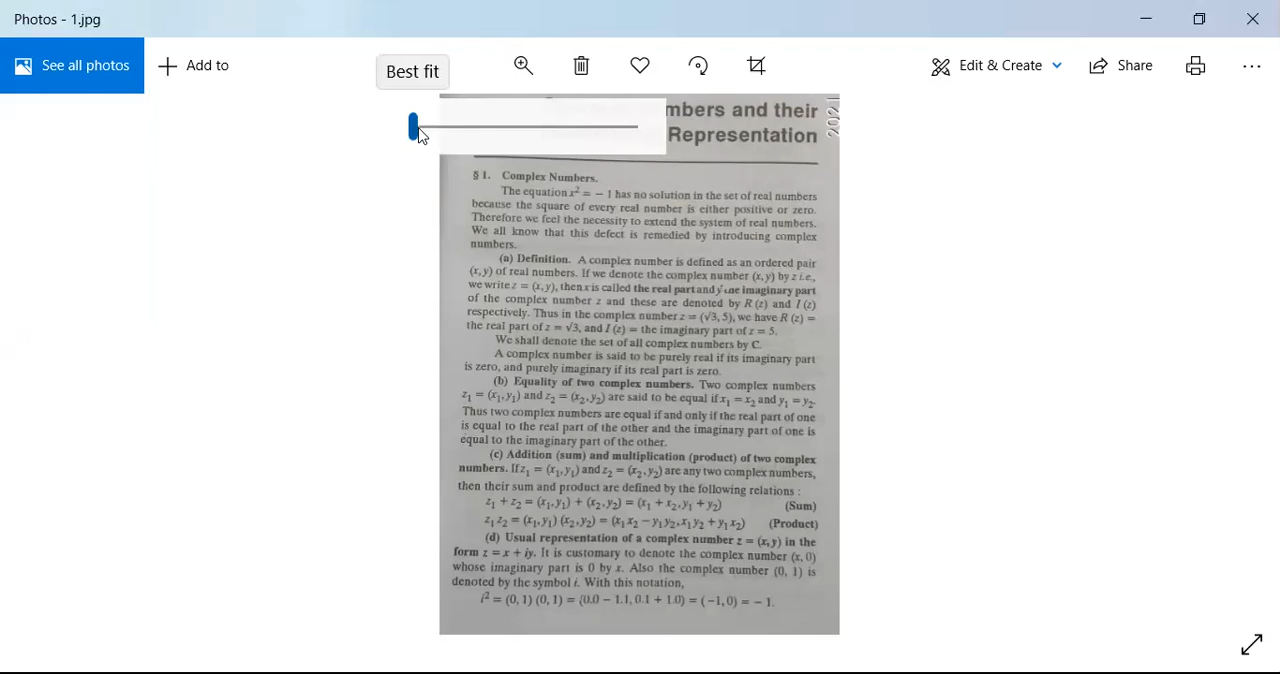 Photos - 1.jpg
See all photos
Add to
Best fit
Edit & Create
Share
mbers and their
Representation
202
§ 1. Complex Numbers.
The equation x² = − 1 has no solution in the set of real numbers
because the square of every real number is either positive or zero.
Therefore we feel the necessity to extend the system of real numbers.
We all know that this defect is remedied by introducing complex
numbers.
(a) Definition. A complex number is defined as an ordered pair
(x, y) of real numbers. If we denote the complex number (x, y) by z i.e.,
we write z = (x, y), then x is called the real part and y the imaginary part
of the complex number z and these are denoted by R (z) and I (z)
respectively. Thus in the complex number z = (√3, 5), we have R (z) =
the real part of z = √3, and I (z) = the imaginary part of z = 5.
We shall denote the set of all complex numbers by C.
A complex number is said to be purely real if its imaginary part
is zero, and purely imaginary if its real part is zero.
(b) Equality of two complex numbers. Two complex numbers
z₁ = (x₁, y₁) and z₂ = (x₂, y₂) are said to be equal if x₁ = x₂ and y₁ = y₂.
Thus two complex numbers are equal if and only if the real part of one
is equal to the real part of the other and the imaginary part of one is
equal to the imaginary part of the other.
(c) Addition (sum) and multiplication (product) of two complex
numbers. If z₁ = (x₁, y₁) and z₂ = (x₂, y₂) are any two complex numbers,
then their sum and product are defined by the following relations :
z₁ + z₂ = (x₁, y₁) + (x₂, y₂) = (x₁ + x₂, y₁ + y₂) (Sum)
z₁ z₂ = (x₁, y₁) (x₂, y₂) = (x₁ x₂ − y₁ y₂, x₁ y₂ + y₁ x₂) (Product)
(d) Usual representation of a complex number z = (x, y) in the
form z = x + iy. It is customary to denote the complex number (x, 0)
whose imaginary part is 0 by x. Also the complex number (0, 1) is
denoted by the symbol i. With this notation,
i² = (0, 1) (0, 1) = (0.0 − 1.1, 0.1 + 1.0) = (−1, 0) = − 1.